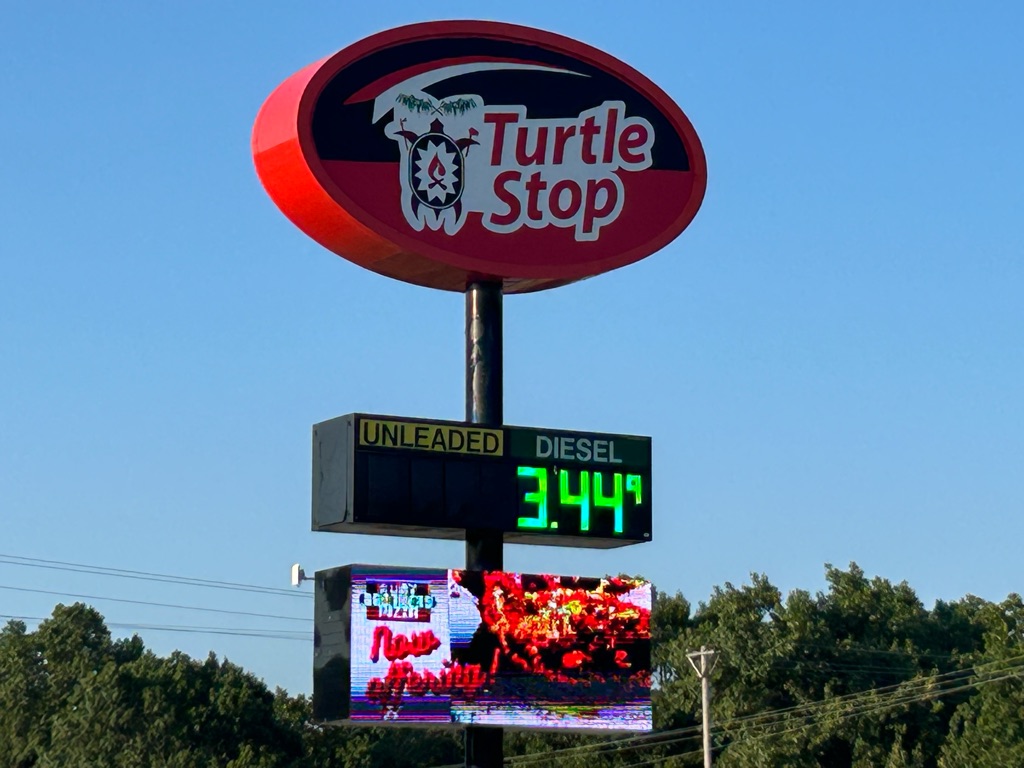 Turtle
Stop
UNLEADED
DIESEL
3.449
Now
offering